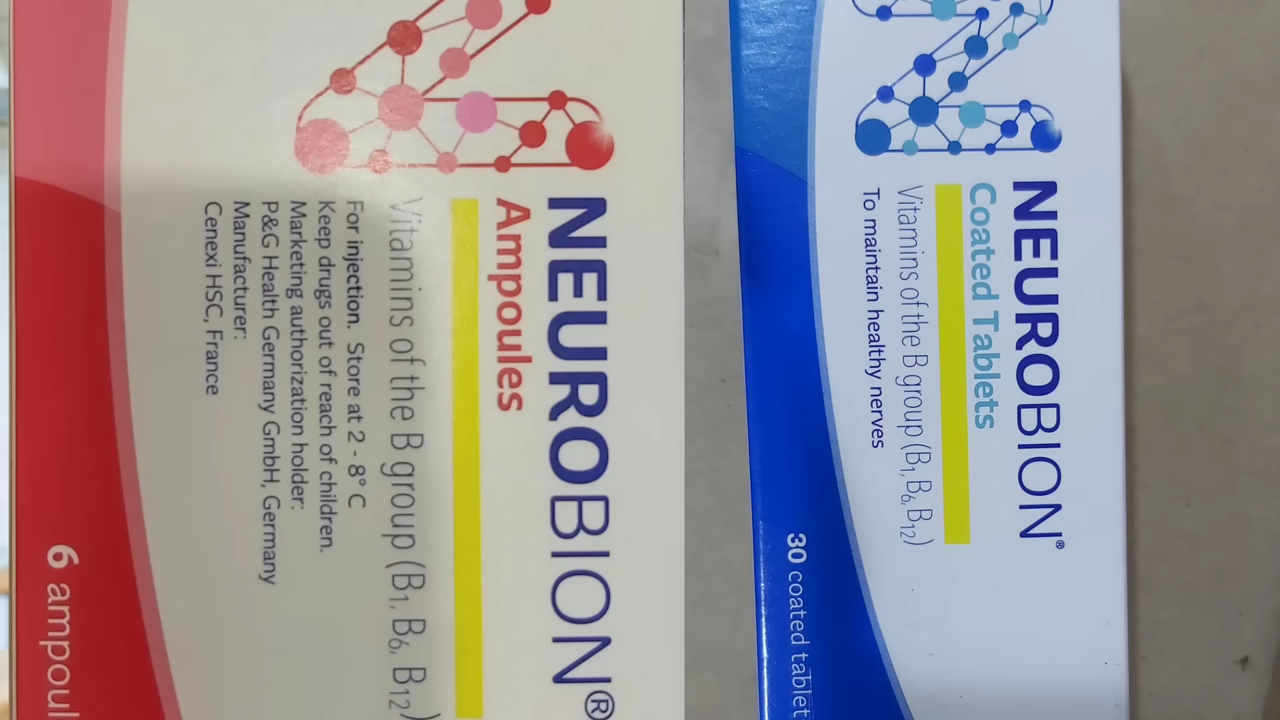 NEUROBION®
Ampoules
Vitamins of the B group (B1, B6, B12)
For injection. Store at 2 - 8° C
Keep drugs out of reach of children.
Marketing authorization holder:
P&G Health Germany GmbH, Germany
Manufacturer:
Cenexi HSC, France
6 ampoul
NEUROBION®
Coated Tablets
Vitamins of the B group (B1, B6, B12)
To maintain healthy nerves
30 coated tablet